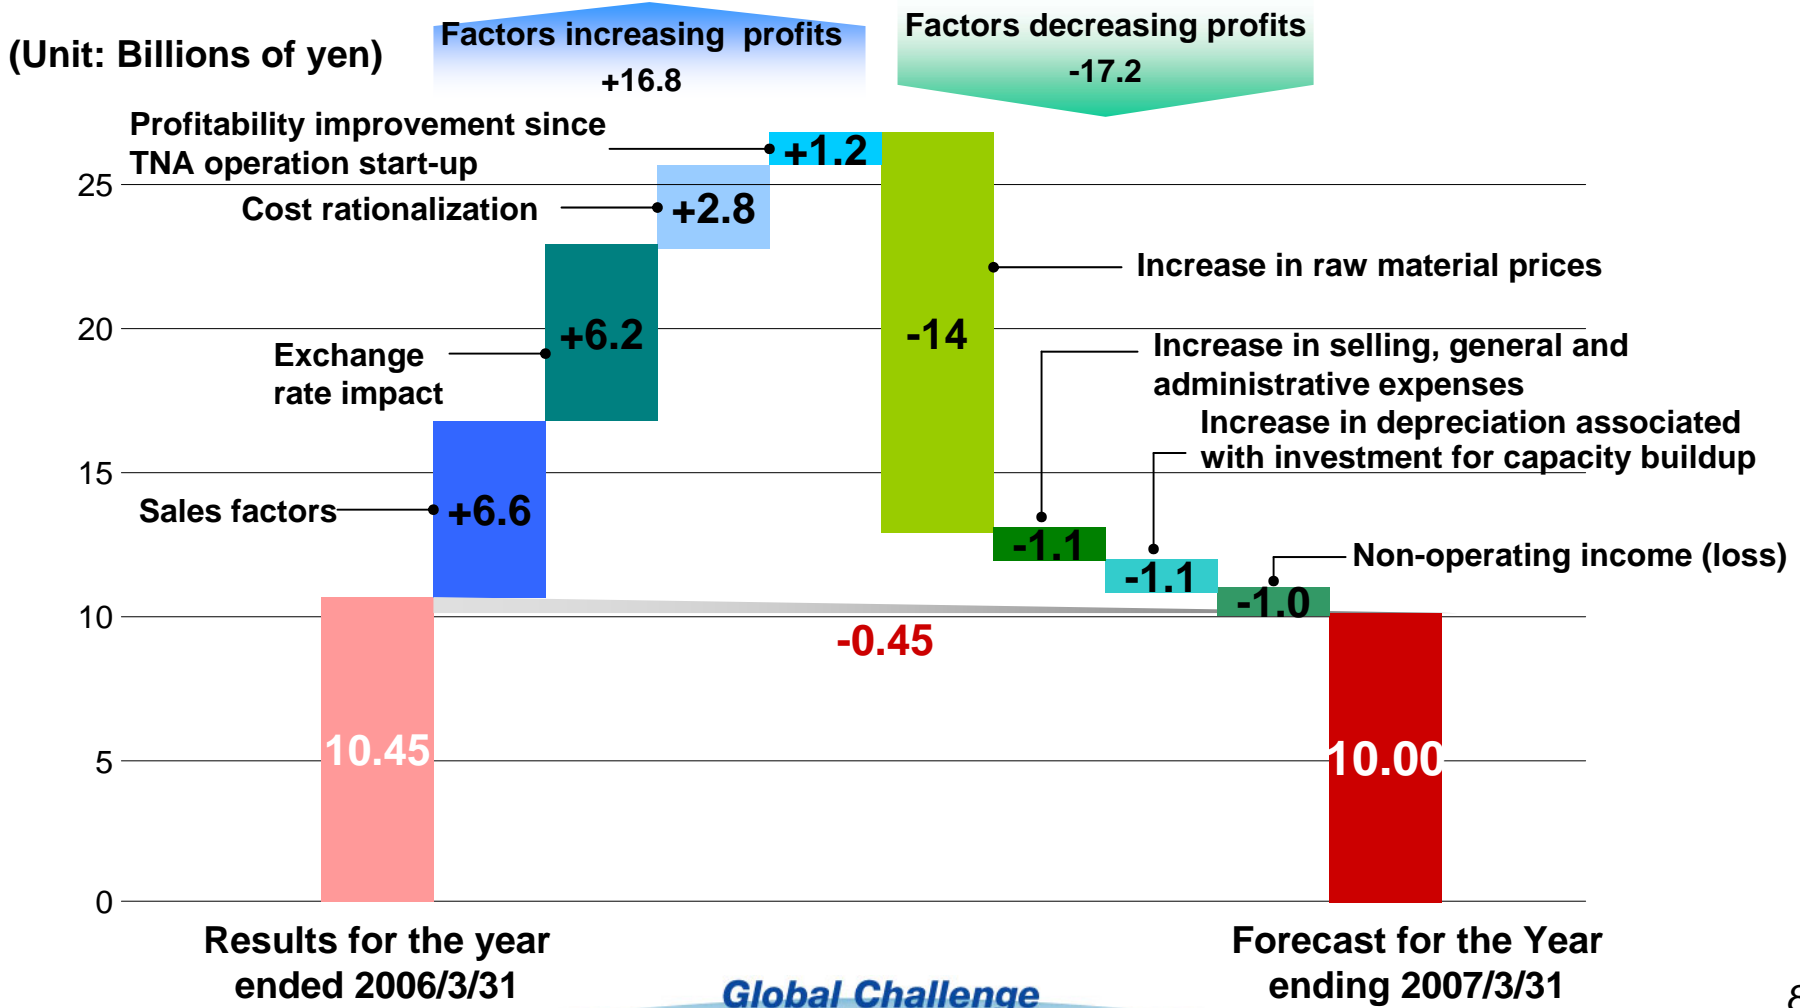 (Unit: Billions of yen)
Factors increasing profits
+16.8
Factors decreasing profits
-17.2
Profitability improvement since
TNA operation start-up
+1.2
25
Cost rationalization
+2.8
Increase in raw material prices
20
Exchange
rate impact
+6.2
-14
Increase in selling, general and
administrative expenses
Increase in depreciation associated
with investment for capacity buildup
15
Sales factors
+6.6
-1.1
-1.1
-1.0
Non-operating income (loss)
10
-0.45
5
10.45
10.00
0
Results for the year
ended 2006/3/31
Forecast for the Year
ending 2007/3/31
Global Challenge
8